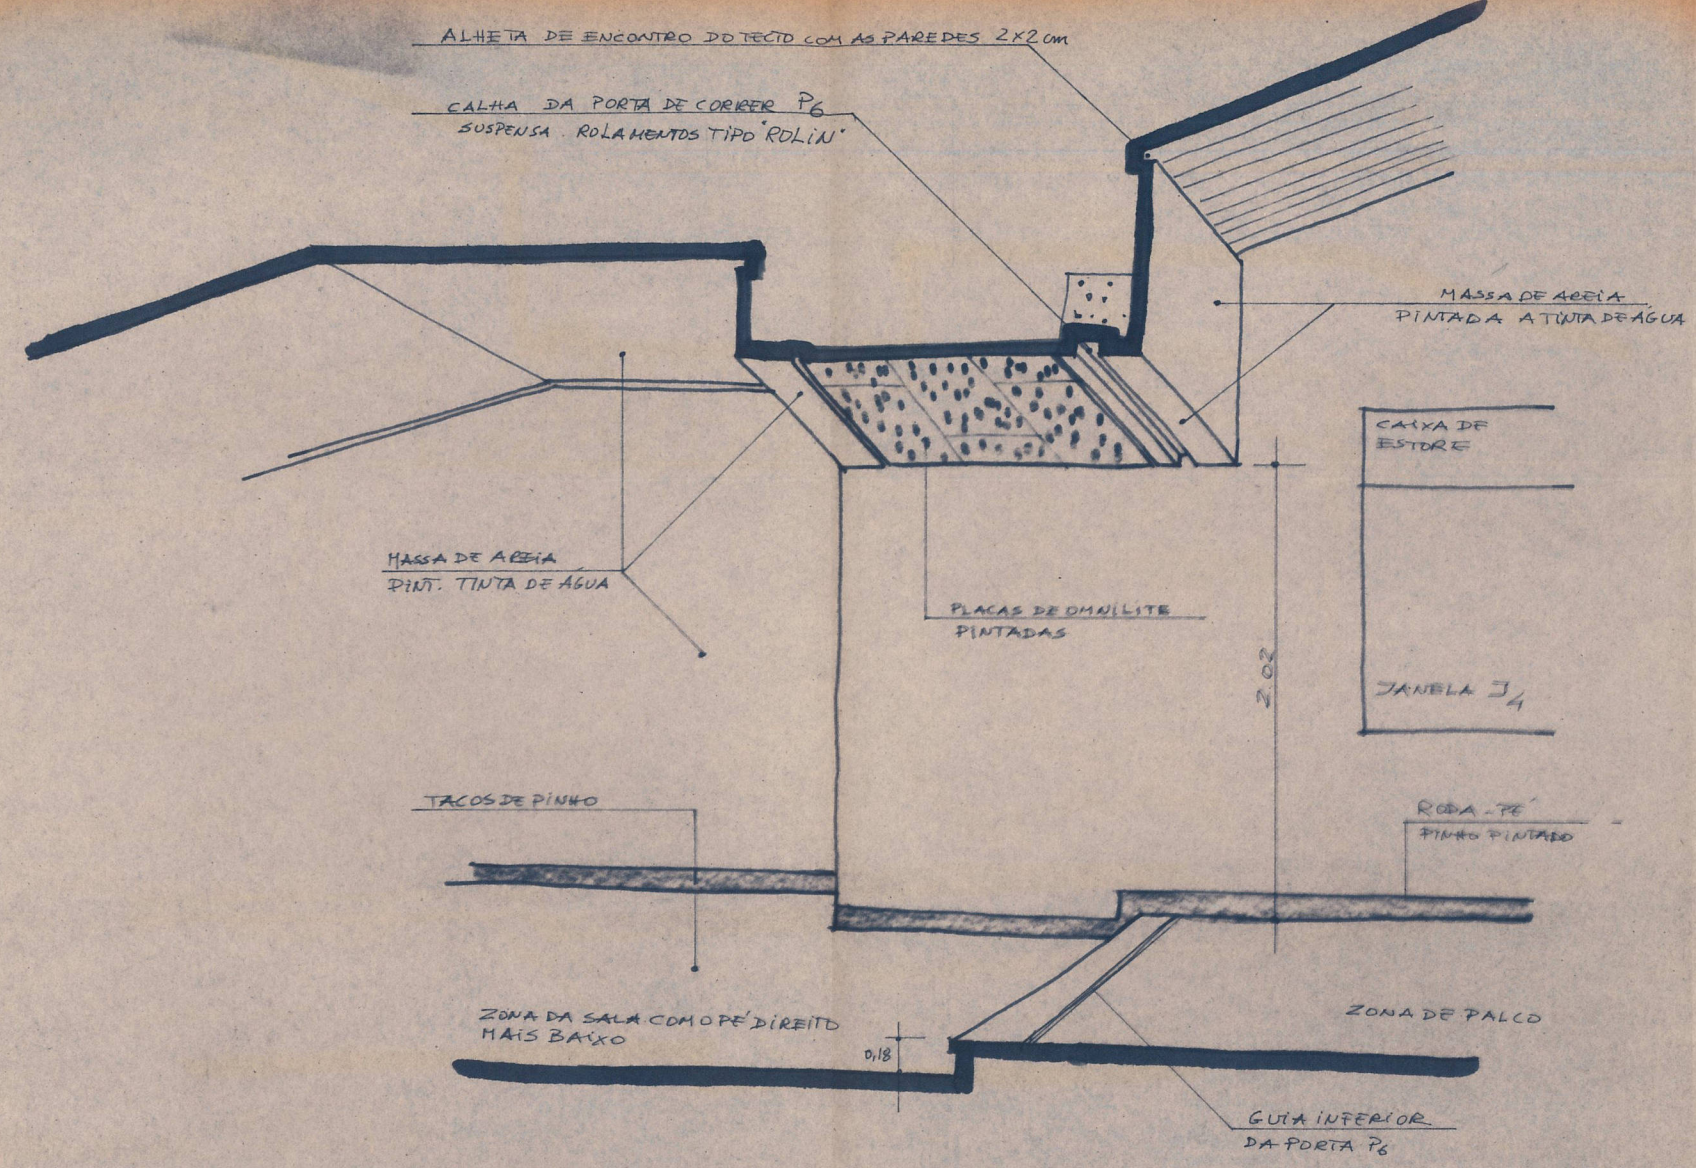 ALHETA DE ENCONTRO DO TECTO COM AS PAREDES 2X2 cm
CALHA DA PORTA DE CORRER P6
SUSPENSA. ROLAMENTOS TIPO "ROLIN"
MASSA DE AREIA
PINTADA A TINTA DE ÁGUA
CAIXA DE
ESTORE
MASSA DE AREIA
PINT. TINTA DE ÁGUA
PLACAS DE OMNILITE
PINTADAS
2.02
JANELA J4
TACOS DE PINHO
RODA-PÉ
PINHO PINTADO
ZONA DA SALA COM O PÉ DIREITO
MAIS BAIXO
0,18
ZONA DE PALCO
GUIA INFERIOR
DA PORTA P6